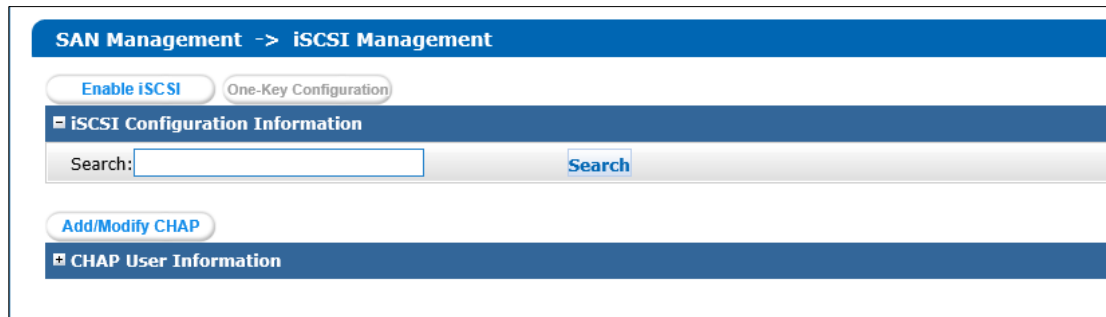 SAN Management -> iSCSI Management
Enable iSCSI One-Key Configuration
iSCSI Configuration Information
Search: Search
Add/Modify CHAP
CHAP User Information